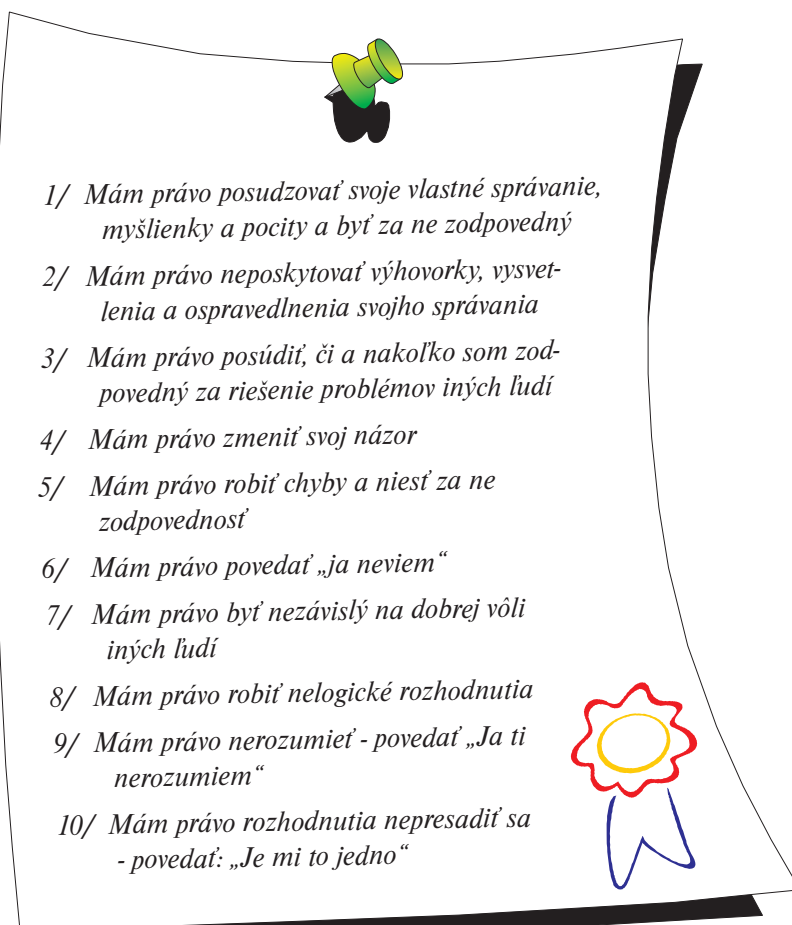 1/ Mám právo posudzovať svoje vlastné správanie,
myšlienky a pocity a byť za ne zodpovedný
2/ Mám právo neposkytovať výhovorky, vysvet-
lenia a ospravedlnenia svojho správania
3/ Mám právo posúdiť, či a nakoľko som zod-
povedný za riešenie problémov iných ľudí
4/ Mám právo zmeniť svoj názor
5/ Mám právo robiť chyby a niesť za ne
zodpovednosť
6/ Mám právo povedať „ja neviem“
7/ Mám právo byť nezávislý na dobrej vôli
iných ľudí
8/ Mám právo robiť nelogické rozhodnutia
9/ Mám právo nerozumieť - povedať „Ja ti
nerozumiem“
10/ Mám právo rozhodnutia nepresadiť sa
- povedať: „Je mi to jedno“